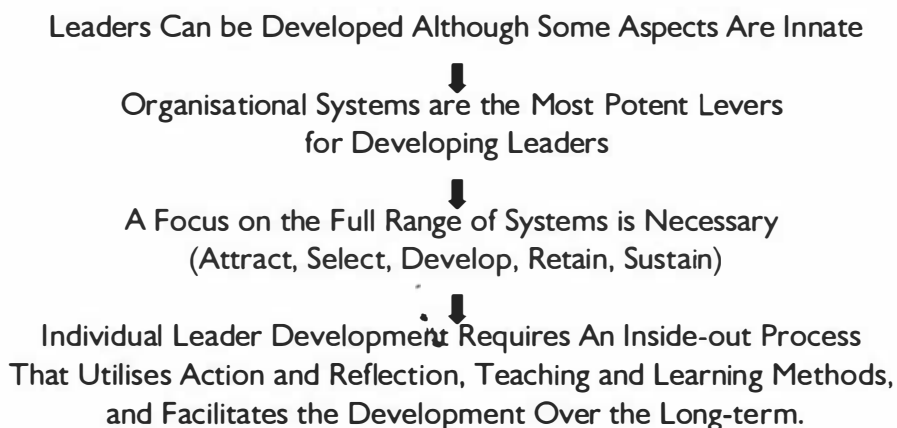 Leaders Can be Developed Although Some Aspects Are Innate
Organisational Systems are the Most Potent Levers
for Developing Leaders
A Focus on the Full Range of Systems is Necessary
(Attract, Select, Develop, Retain, Sustain)
Individual Leader Development Requires An Inside-out Process
That Utilises Action and Reflection, Teaching and Learning Methods,
and Facilitates the Development Over the Long-term.